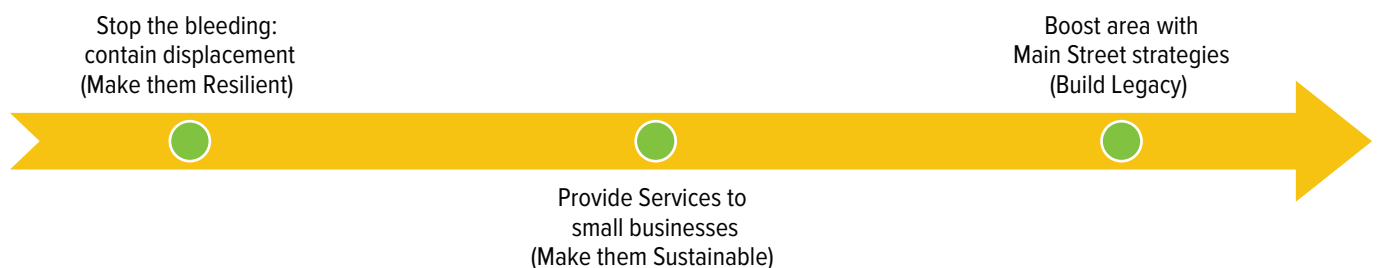 Stop the bleeding:
contain displacement
(Make them Resilient)
Provide Services to
small businesses
(Make them Sustainable)
Boost area with
Main Street strategies
(Build Legacy)